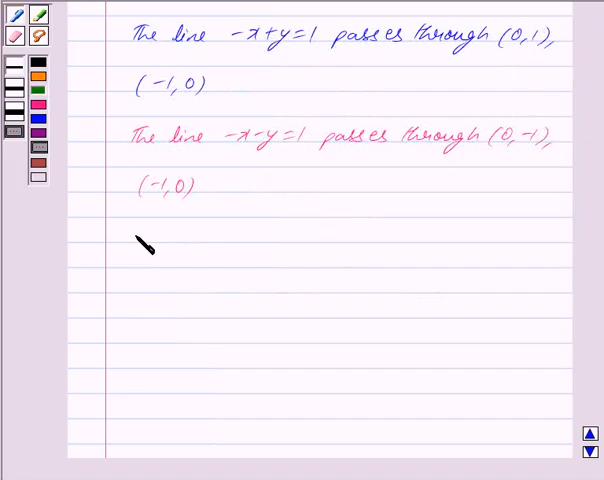 The line -x+y=1 passes through (0,1),
(-1,0)
The line -x-y=1 passes through (0,-1),
(-1,0)